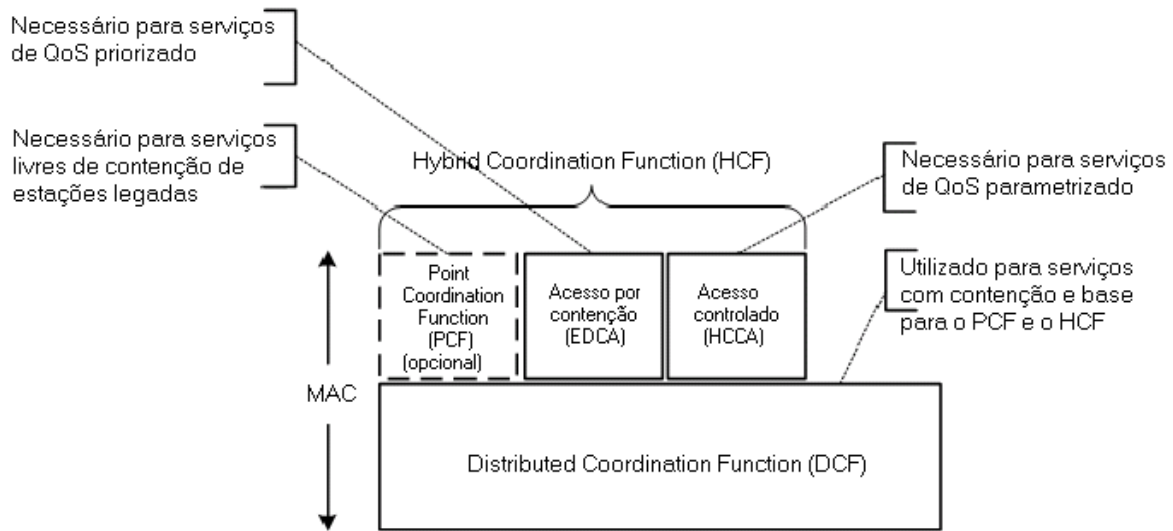 Necessário para serviços
de QoS priorizado
Necessário para serviços
livres de contenção de
estações legadas
Hybrid Coordination Function (HCF)
Necessário para serviços
de QoS parametrizado
Utilizado para serviços
com contenção e base
para o PCF e o HCF
Point
Coordination
Function
(PCF)
(opcional)
Acesso por
contenção
(EDCA)
Acesso
controlado
(HCCA)
MAC
Distributed Coordination Function (DCF)